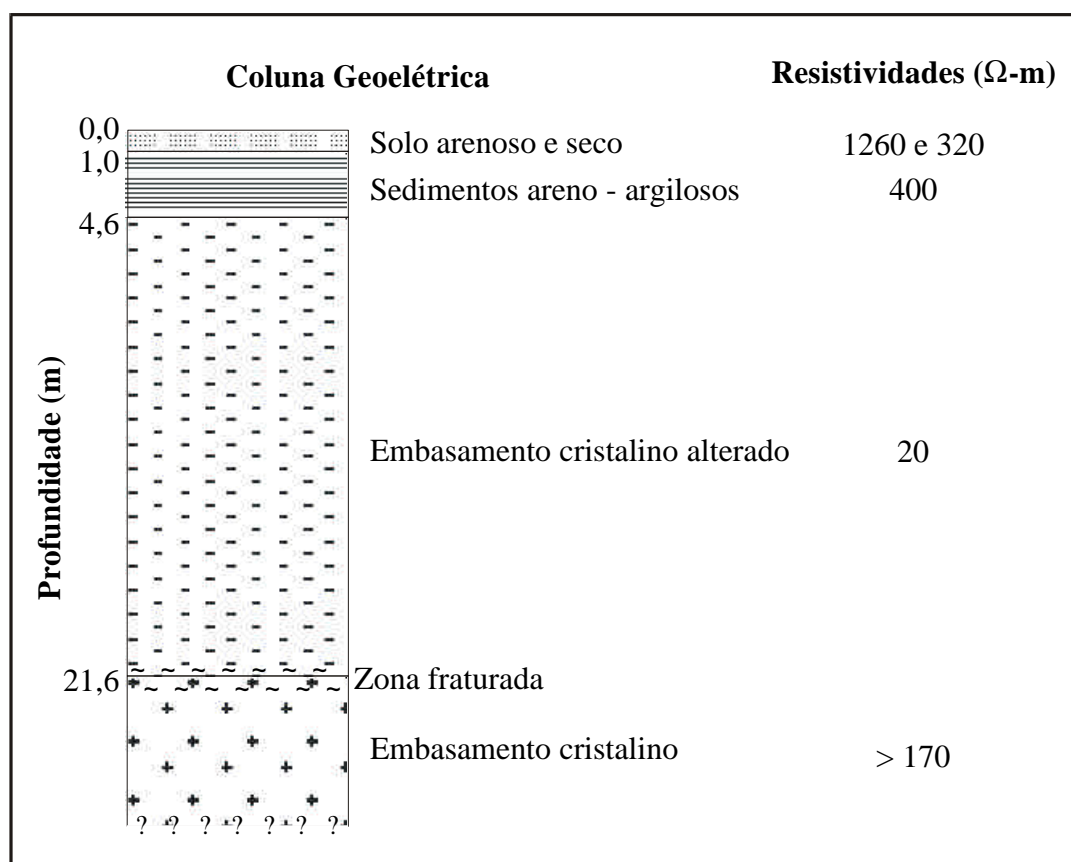 Coluna Geoelétrica
Resistividades (Ω-m)
0,0
Solo arenoso e seco
1260 e 320
1,0
Sedimentos areno - argilosos
400
4,6
Profundidade (m)
Embasamento cristalino alterado
20
21,6
Zona fraturada
Embasamento cristalino
> 170
? ? ? ? ? ? ?